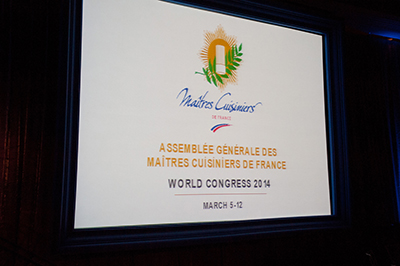 Maîtres Cuisiniers
DE FRANCE
ASSEMBLÉE GÉNÉRALE DES
MAÎTRES CUISINIERS DE FRANCE
WORLD CONGRESS 2014
MARCH 5-12